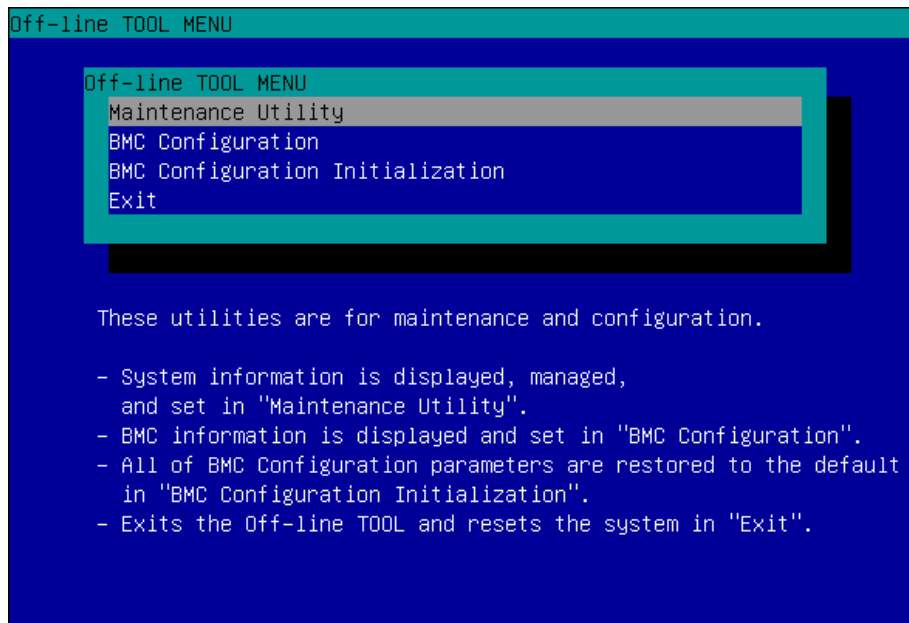 Off-line TOOL MENU
Off-line TOOL MENU
Maintenance Utility
BMC Configuration
BMC Configuration Initialization
Exit
These utilities are for maintenance and configuration.
- System information is displayed, managed,
and set in "Maintenance Utility".
- BMC information is displayed and set in "BMC Configuration".
- All of BMC Configuration parameters are restored to the default
in "BMC Configuration Initialization".
- Exits the Off-line TOOL and resets the system in "Exit".